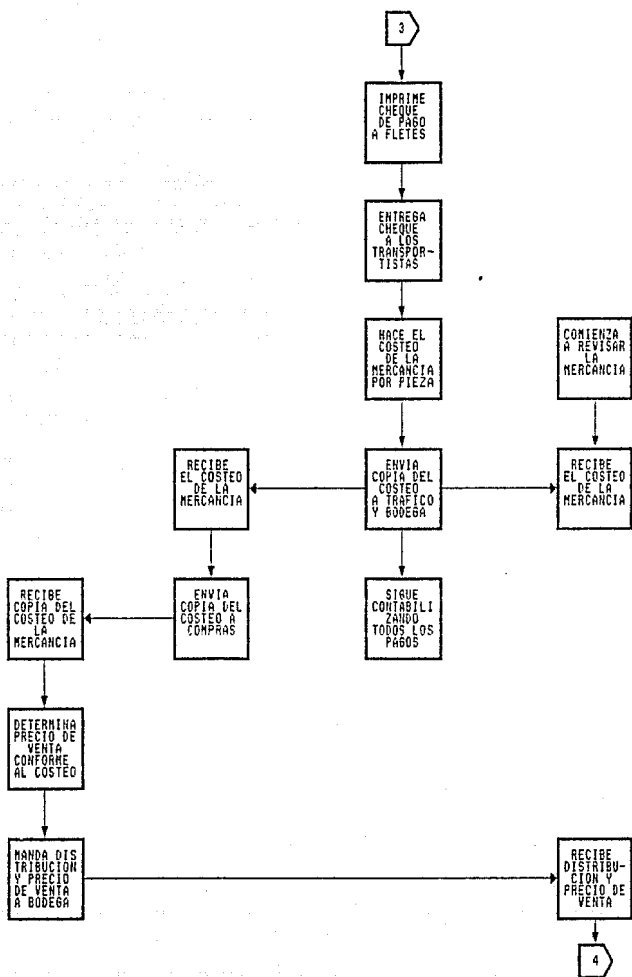 3
IMPRIME
CHEQUE
DE PAGO
A FLETES
ENTREGA
CHEQUE
A LOS
TRANSPOR-
TISTAS
HACE EL
COSTEO
DE LA
MERCANCIA
POR PIEZA
COMIENZA
A REVISAR
LA
MERCANCIA
RECIBE
EL COSTEO
DE LA
MERCANCIA
ENVIA
COPIA DEL
COSTEO
A TRAFICO
Y BODEGA
RECIBE
EL COSTEO
DE LA
MERCANCIA
RECIBE
COPIA DEL
COSTEO DE
LA
MERCANCIA
ENVIA
COPIA DEL
COSTEO A
COMPRAS
SIGUE
CONTABILI
ZANDO
TODOS LOS
PAGOS
DETERMINA
PRECIO DE
VENTA
CONFORME
AL COSTEO
MANDA DIS
TRIBUCION
Y PRECIO
DE VENTA
A BODEGA
RECIBE
DISTRIBU-
CION Y
PRECIO DE
VENTA
4